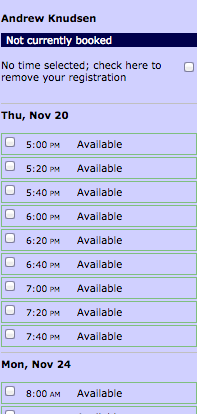 Andrew Knudsen
Not currently booked
No time selected; check here to
remove your registration
Thu, Nov 20
5:00 PM Available
5:20 PM Available
5:40 PM Available
6:00 PM Available
6:20 PM Available
6:40 PM Available
7:00 PM Available
7:20 PM Available
7:40 PM Available
Mon, Nov 24
8:00 AM Available